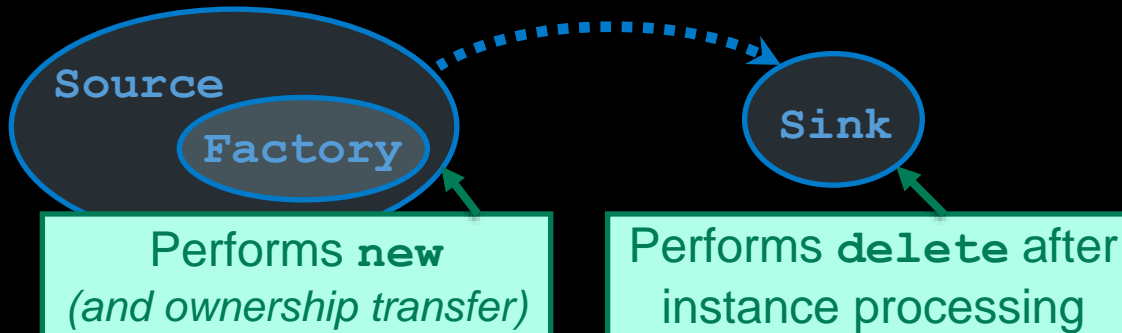 Source
Factory
Sink
Performs new
(and ownership transfer)
Performs delete after
instance processing